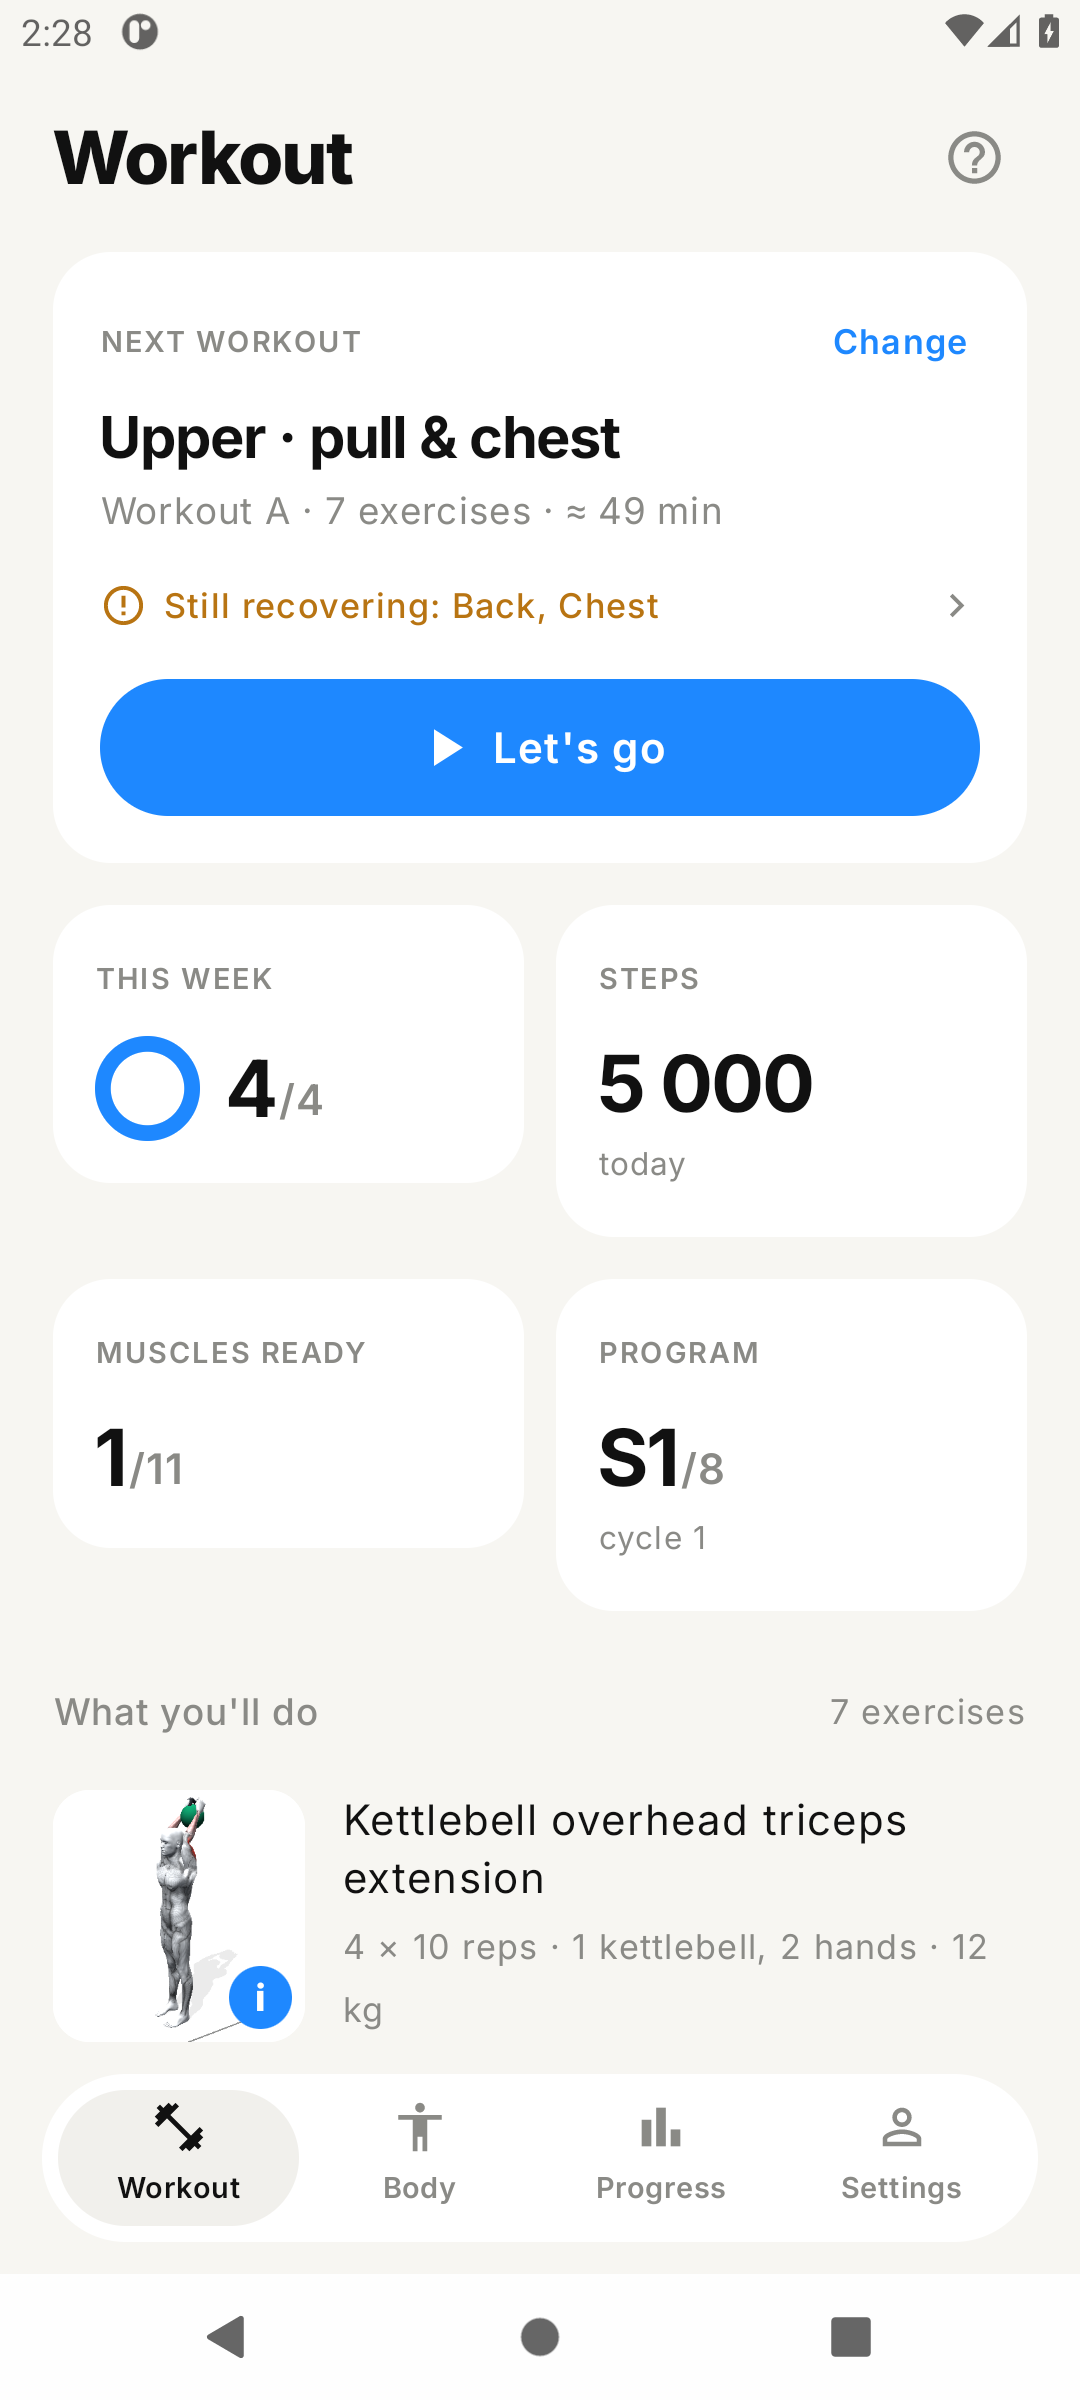 2:28
Workout
NEXT WORKOUT
Change
Upper · pull & chest
Workout A · 7 exercises · ≈ 49 min
Still recovering: Back, Chest
Let's go
THIS WEEK
4/4
STEPS
5 000
today
MUSCLES READY
1/11
PROGRAM
S1/8
cycle 1
What you'll do
7 exercises
Kettlebell overhead triceps
extension
4 × 10 reps · 1 kettlebell, 2 hands · 12
kg
i
Workout
Body
Progress
Settings